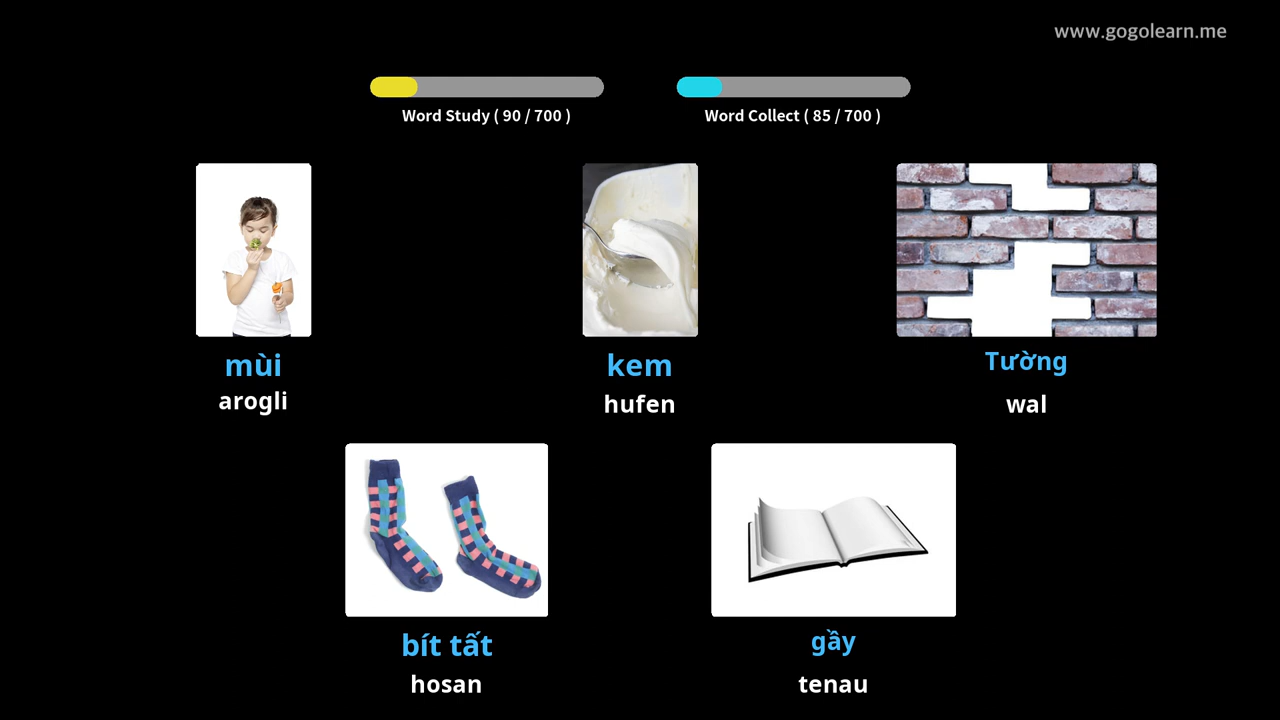 www.gogolearn.me
Word Study ( 90 / 700 )
Word Collect ( 85 / 700 )
mùi
arogli
kem
hufen
Tường
wal
bít tất
hosan
gầy
tenau